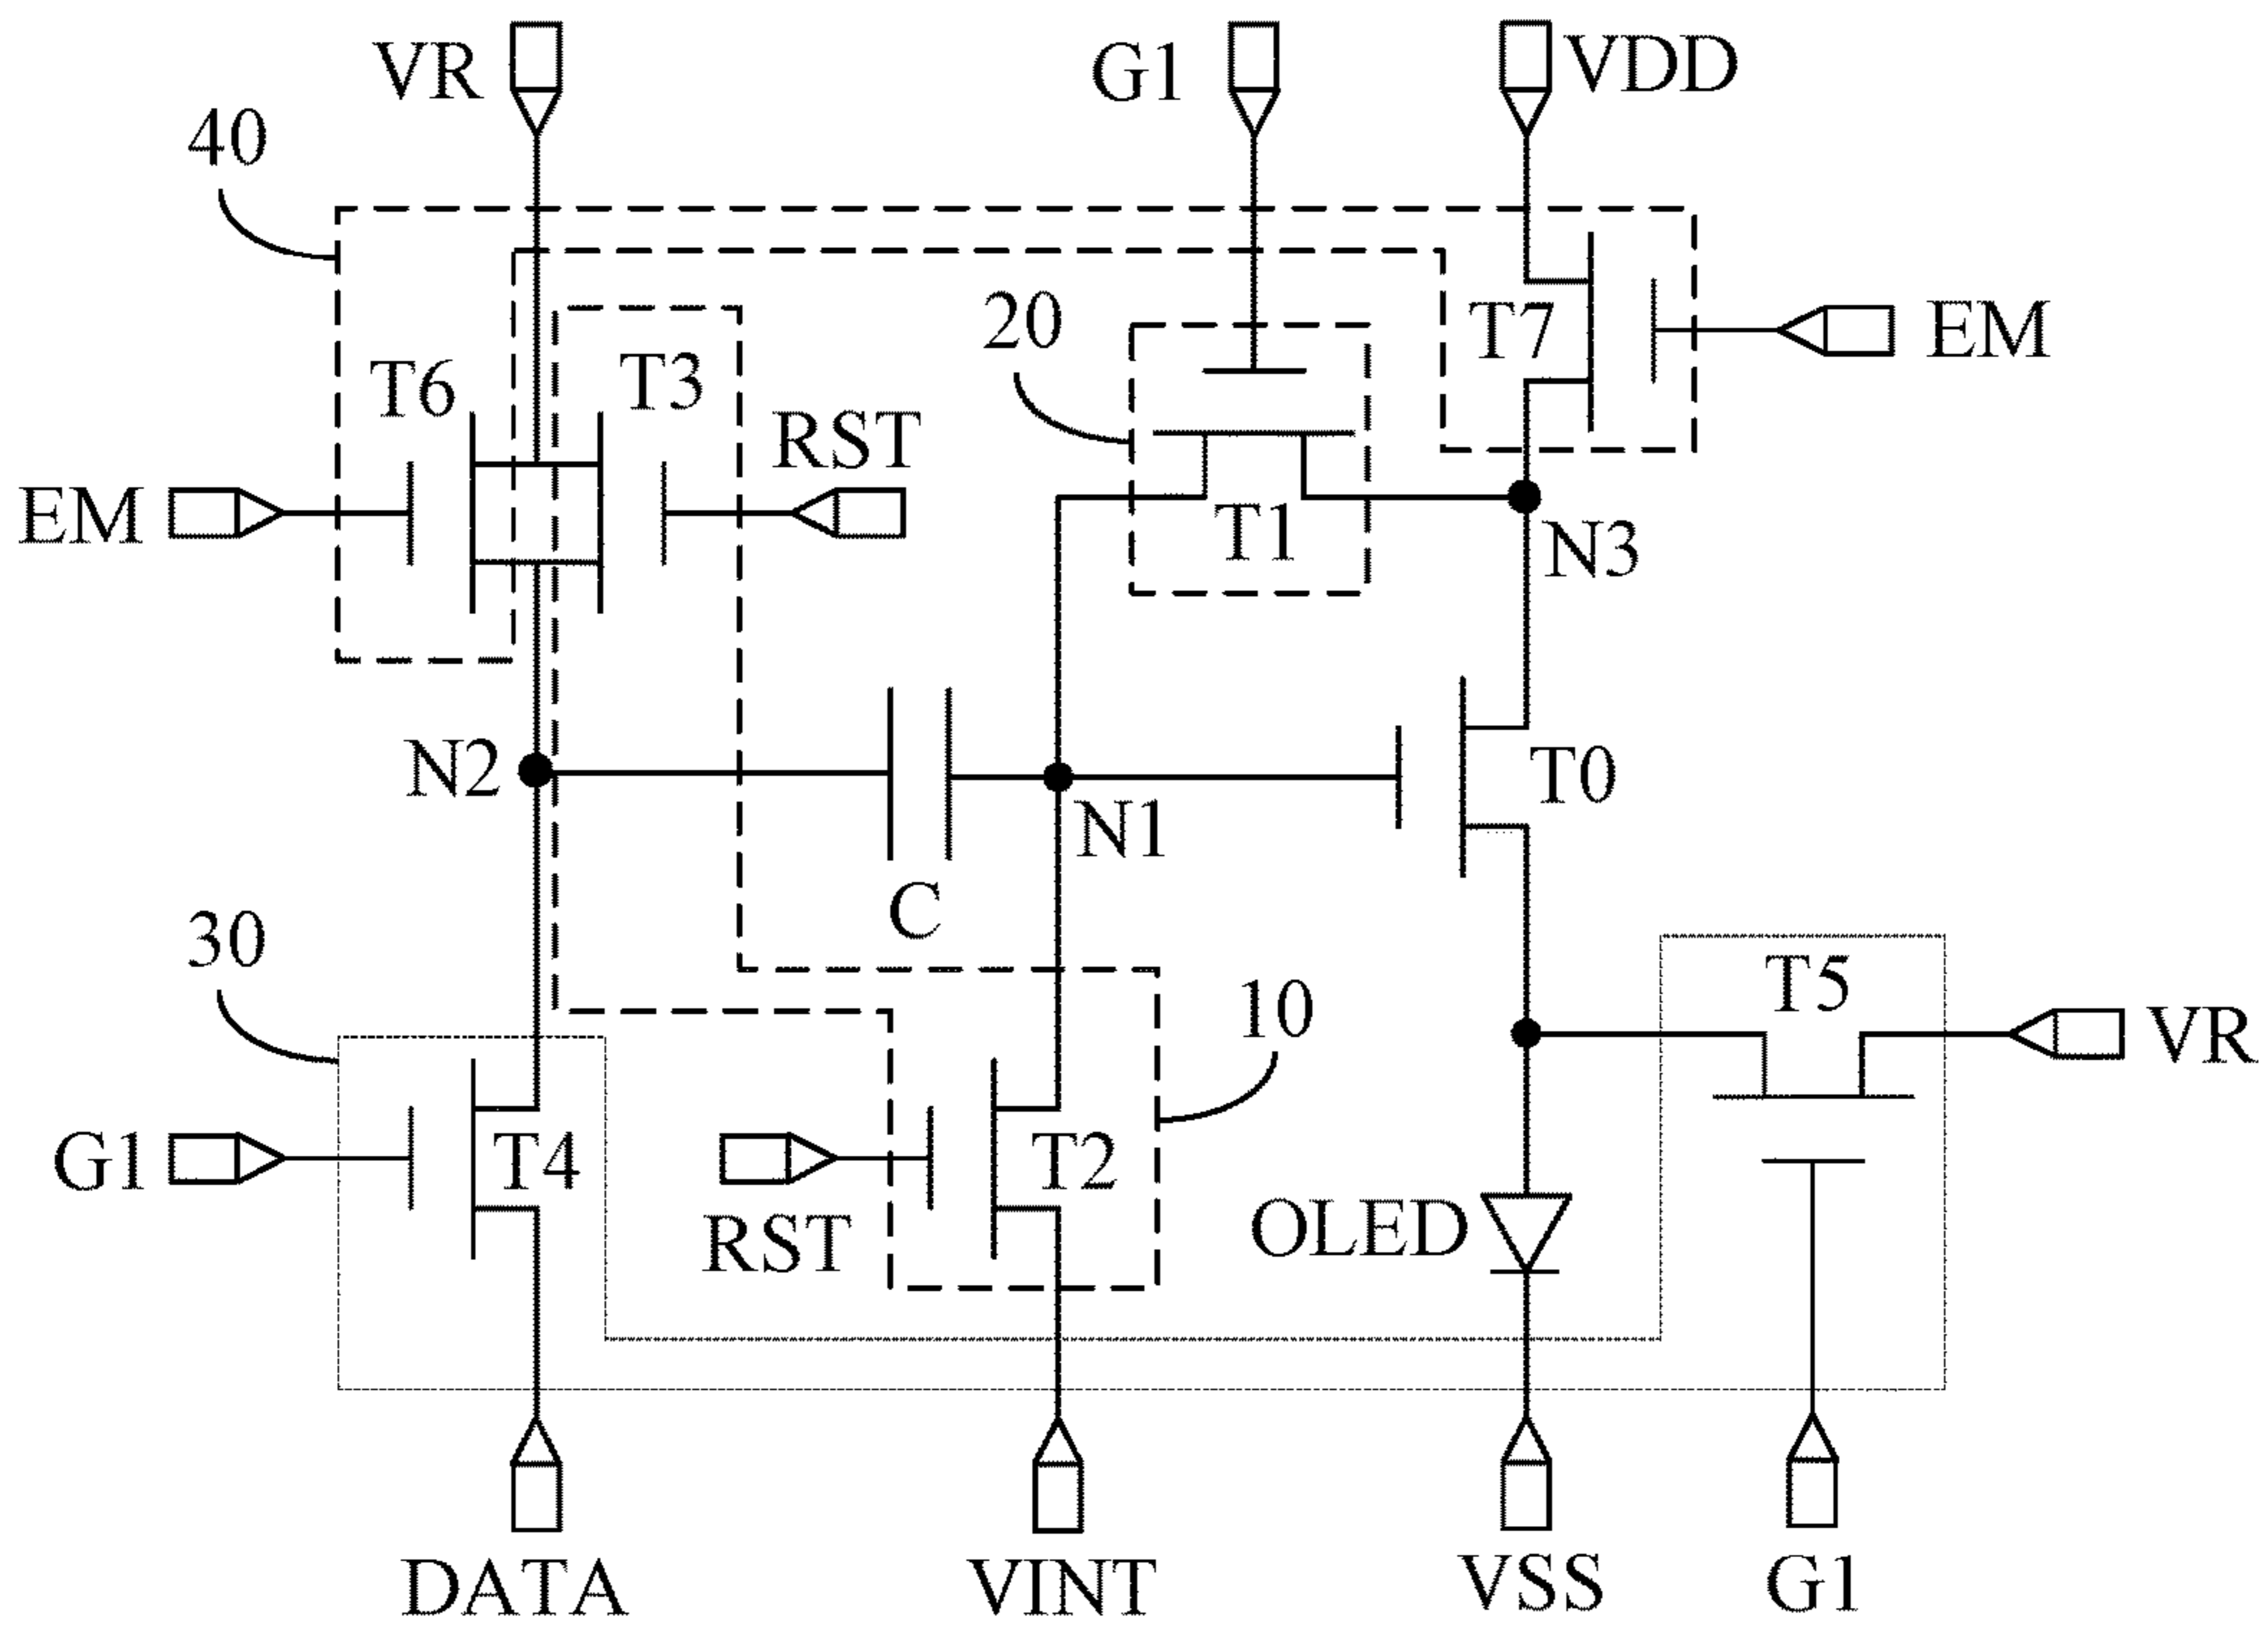 VR
G1
VDD
40
20
T7
EM
T6
T3
RST
EM
T1
N3
N2
T0
N1
C
30
T5
10
VR
G1
T4
T2
RST
OLED
DATA
VINT
VSS
G1